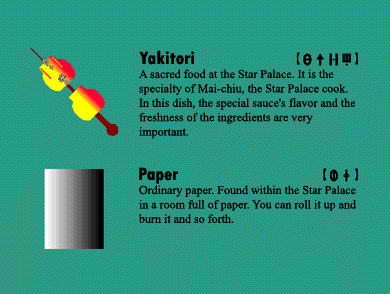 Yakitori
A sacred food at the Star Palace. It is the
specialty of Mai-chiu, the Star Palace cook.
In this dish, the special sauce's flavor and the
freshness of the ingredients are very
important.
Paper
Ordinary paper. Found within the Star Palace
in a room full of paper. You can roll it up and
burn it and so forth.